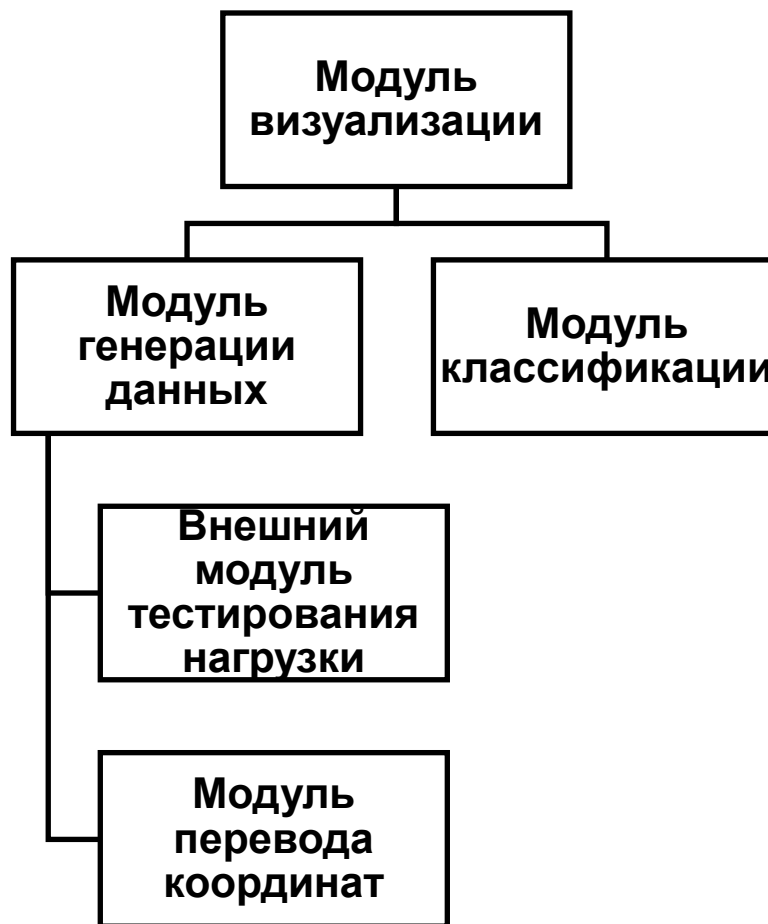 Модуль
визуализации
Модуль
генерации
данных
Модуль
классификации
Внешний
модуль
тестирования
нагрузки
Модуль
перевода
координат